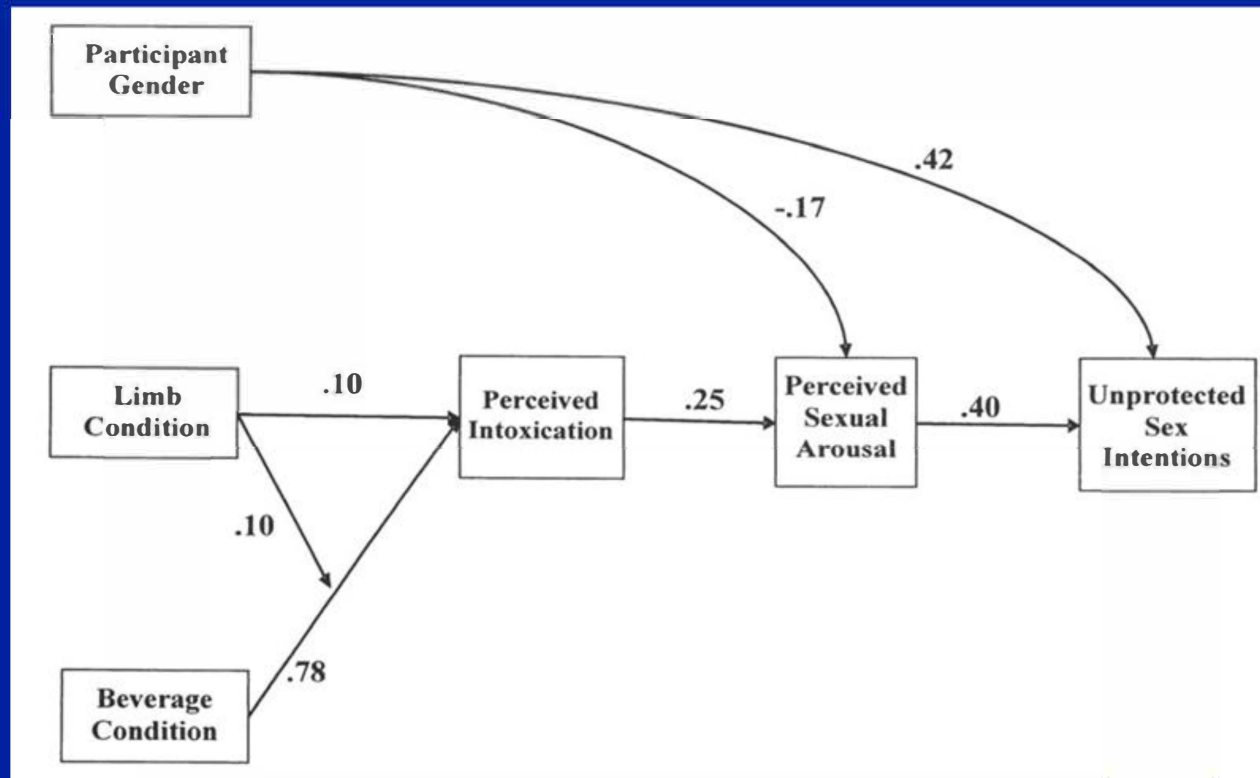 Participant
Gender
.42
-.17
Limb
Condition
.10
Perceived
Intoxication
.25
Perceived
Sexual
Arousal
.40
Unprotected
Sex
Intentions
.10
.78
Beverage
Condition